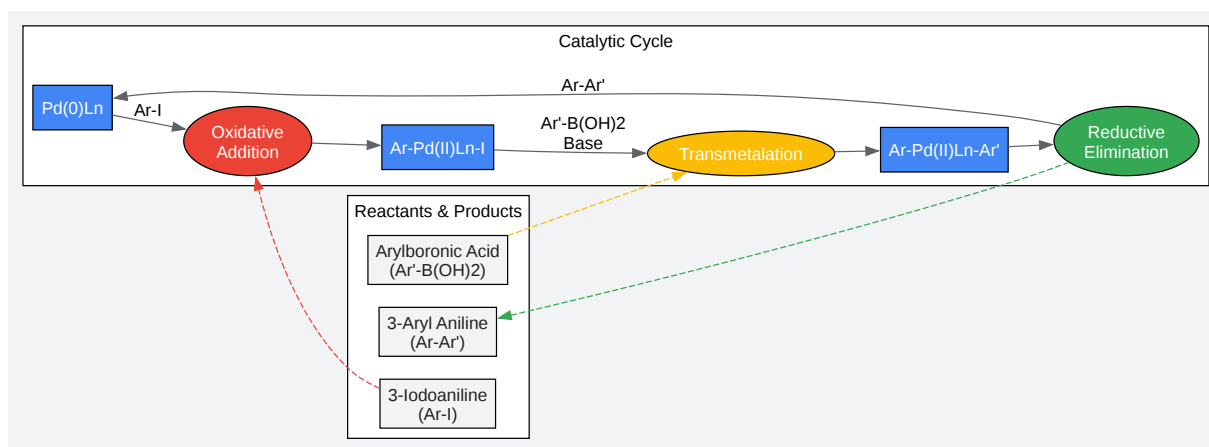 Catalytic Cycle
Ar-Ar'
Pd(0)Ln
Ar-I
Oxidative
Addition
Ar-Pd(II)Ln-I
Ar'-B(OH)2
Base
Transmetalation
Ar-Pd(II)Ln-Ar'
Reductive
Elimination
Reactants & Products
Arylboronic Acid
(Ar'-B(OH)2)
3-Aryl Aniline
(Ar-Ar')
3-Iodoaniline
(Ar-I)